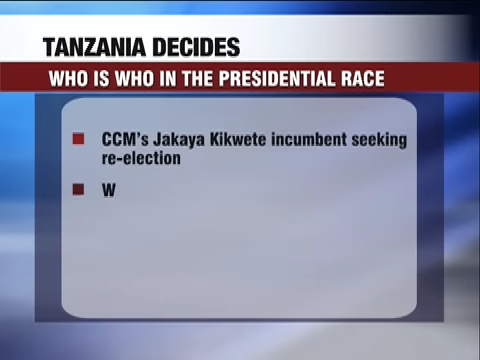 TANZANIA DECIDES
WHO IS WHO IN THE PRESIDENTIAL RACE
CCM's Jakaya Kikwete incumbent seeking
re-election
W